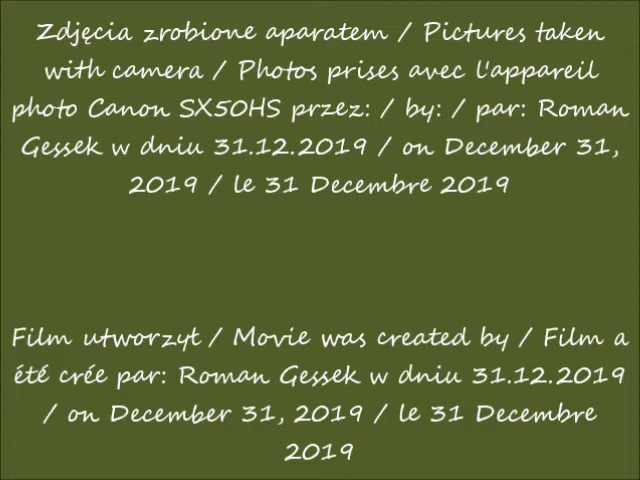 Zdjęcia zrobione aparatem / Pictures taken
with camera / Photos prises avec l'appareil
photo Canon SX50HS przez: / by: / par: Roman
Gessek w dniu 31.12.2019 / on December 31,
2019 / le 31 Decembre 2019
Film utworzył / Movie was created by / Film a
été crée par: Roman Gessek w dniu 31.12.2019
/ on December 31, 2019 / le 31 Decembre
2019